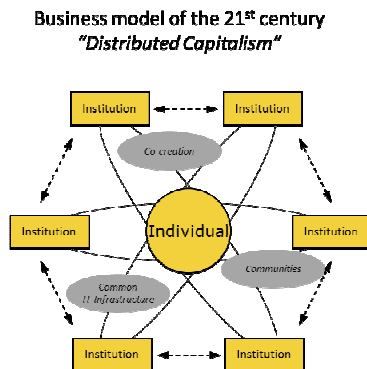 Business model of the 21st century
"Distributed Capitalism"
Institution
Institution
Co-creation
Institution
Individual
Institution
Communities
Common
IT Infrastructure
Institution
Institution